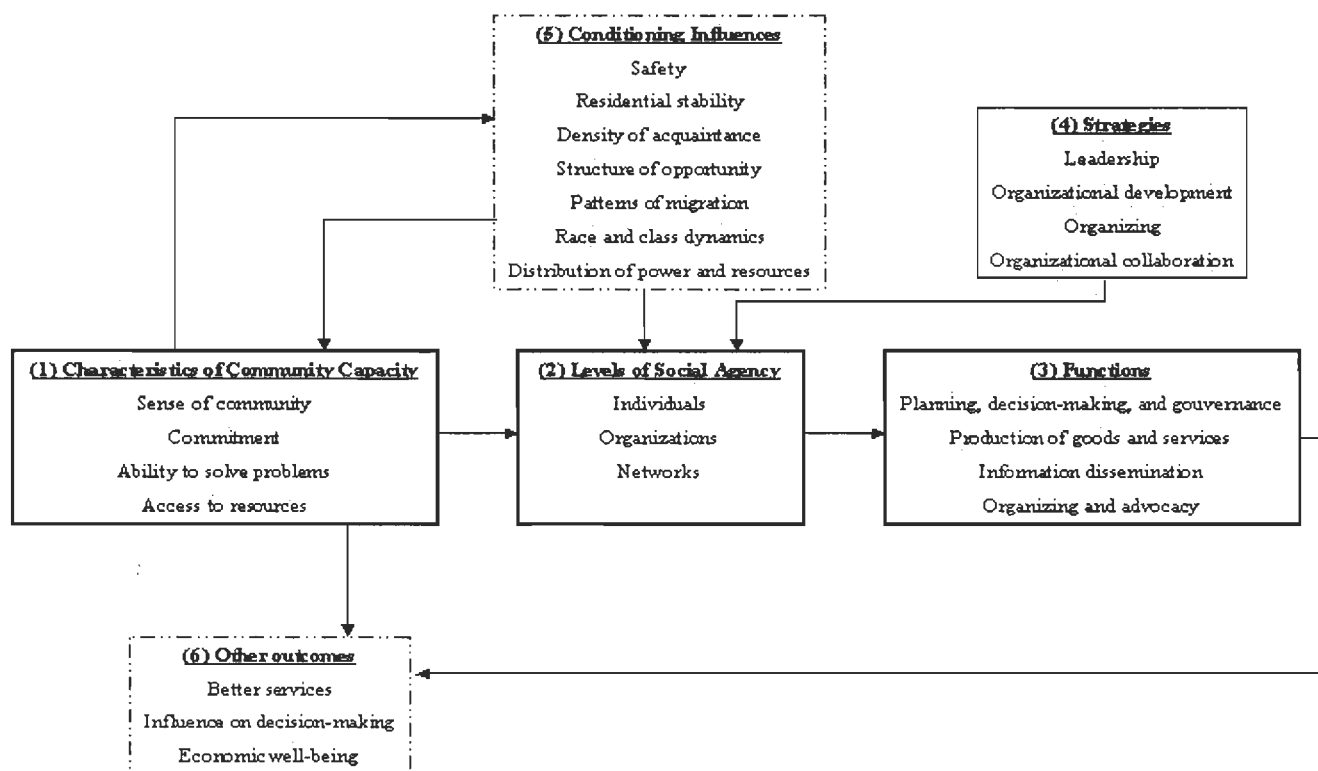 (5) Conditioning Influences
Safety
Residential stability
Density of acquaintance
Structure of opportunity
Patterns of migration
Race and class dynamics
Distribution of power and resources
(4) Strategies
Leadership
Organizational development
Organizing
Organizational collaboration
(1) Characteristics of Community Capacity
Sense of community
Commitment
Ability to solve problems
Access to resources
(2) Levels of Social Agency
Individuals
Organizations
Networks
(3) Functions
Planning, decision-making, and gouvernance
Production of goods and services
Information dissemination
Organizing and advocacy
(6) Other outcomes
Better services
Influence on decision-making
Economic well-being